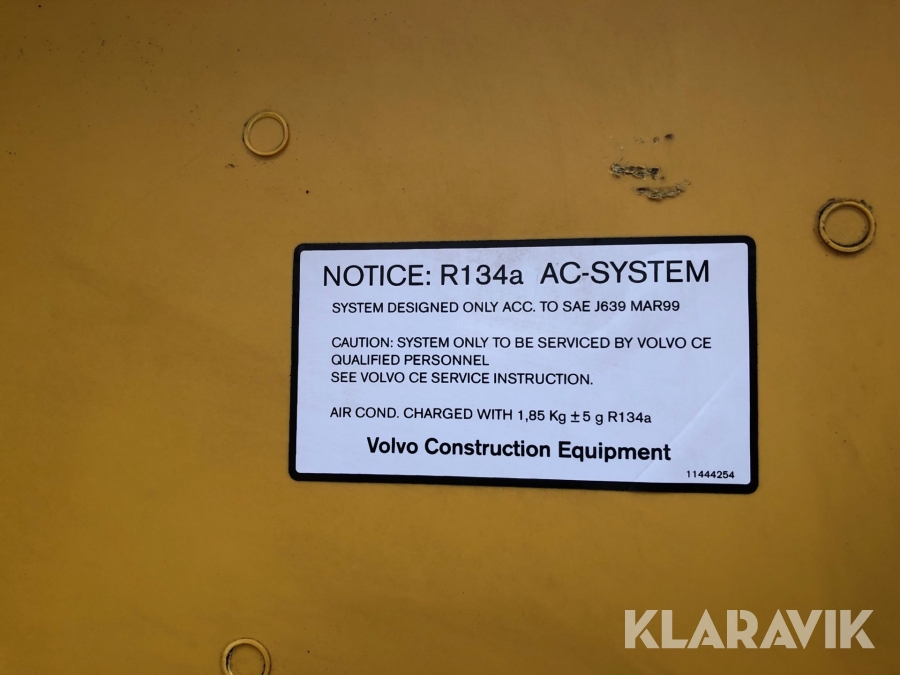 NOTICE: R134a AC-SYSTEM
SYSTEM DESIGNED ONLY ACC. TO SAE J639 MAR99
CAUTION: SYSTEM ONLY TO BE SERVICED BY VOLVO CE
QUALIFIED PERSONNEL
SEE VOLVO CE SERVICE INSTRUCTION.
AIR COND. CHARGED WITH 1,85 Kg ±5 g R134a
Volvo Construction Equipment
11444254
KLARAVIK